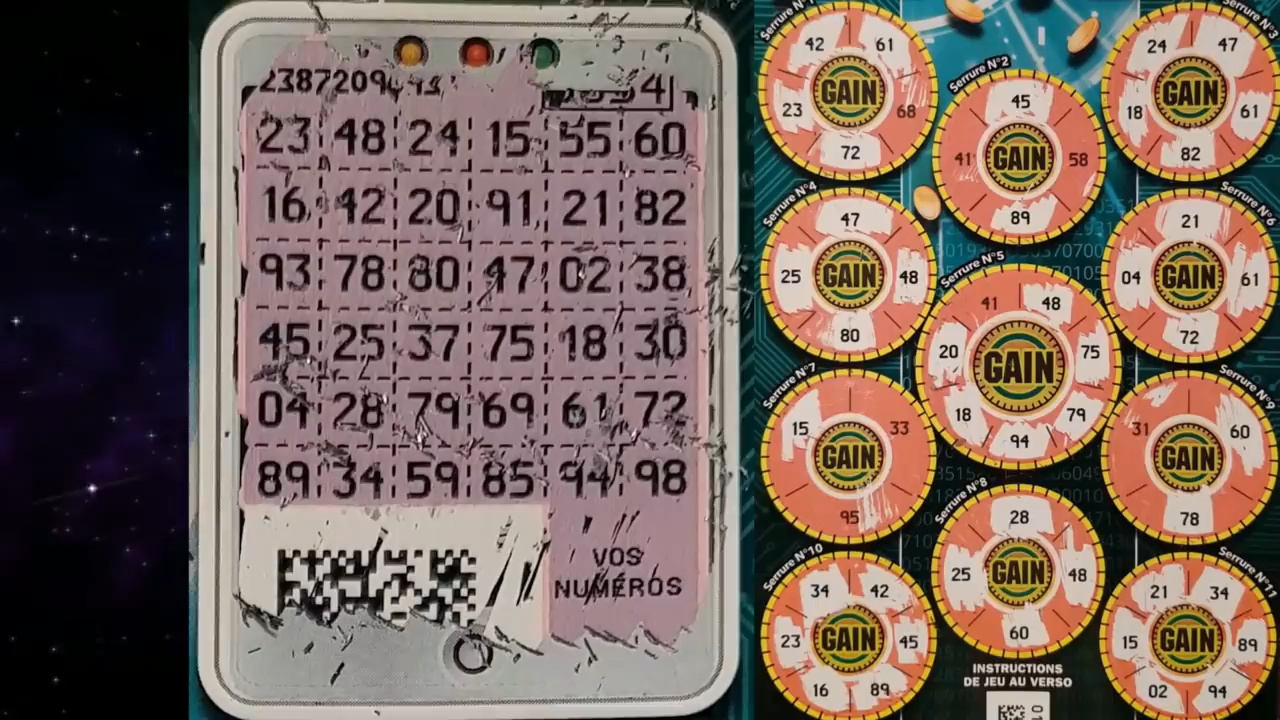 23 48 24 15 55 60
16 42 20 91 21 82
93 78 80 47 02 38
45 25 37 75 18 30
04 28 79 69 61 72
89 34 59 85 94 98
VOS
NUMÉROS
42 61
23 GAIN 68
72
Serrure N°2
45
41 GAIN 58
89
24 47
18 GAIN 61
82
Serrure N°4
47
25 GAIN 48
80
Serrure N°5
41 48
20 GAIN 75
18 79
94
Serrure N°6
21
04 GAIN 61
72
Serrure N°7
15 GAIN 33
95
Serrure N°8
28
25 GAIN 48
60
Serrure N°9
31 GAIN 60
78
Serrure N°10
34 42
23 GAIN 45
16 89
Serrure N°11
21 34
15 GAIN 89
02 94
INSTRUCTIONS
DE JEU AU VERSO